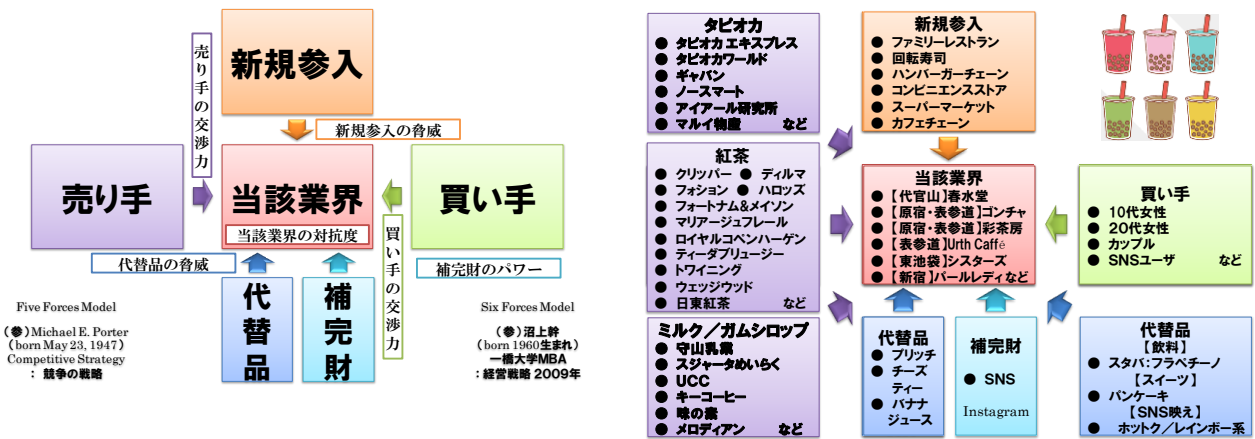 新規参入
売り手の交渉力
新規参入の脅威
売り手
当該業界
当該業界の対抗度
買い手
代替品の脅威
買い手の交渉力
補完財のパワー
代替品
補完財
Five Forces Model
(参)Michael E. Porter
(born May 23, 1947)
Competitive Strategy
: 競争の戦略
Six Forces Model
(参)沼上幹
(born 1960生まれ)
一橋大学MBA
: 経営戦略 2009年
タピオカ
● タピオカ エキスプレス
● タピオカワールド
● ギャバン
● ノースマート
● アイアール研究所
● マルイ物産 など
新規参入
● ファミリーレストラン
● 回転寿司
● ハンバーガーチェーン
● コンビニエンスストア
● スーパーマーケット
● カフェチェーン
紅茶
● クリッパー ● ディルマ
● フォション ● ハロッズ
● フォートナム&メイソン
● マリアージュフレール
● ロイヤルコペンハーゲン
● ティーダブリュージー
● トワイニング
● ウェッジウッド
● 日東紅茶 など
当該業界
● 【代官山】春水堂
● 【原宿・表参道】ゴンチャ
● 【原宿・表参道】彩茶房
● 【表参道】Urth Caffé
● 【東池袋】シスターズ
● 【新宿】パールレディなど
買い手
● 10代女性
● 20代女性
● カップル
● SNSユーザ など
ミルク/ガムシロップ
● 守山乳業
● スジャータめいらく
● UCC
● キーコーヒー
● 味の素
● メロディアン など
代替品
● ブリッチ
● チーズ
ティー
● バナナ
ジュース
補完財
● SNS
Instagram
代替品
【飲料】
● スタバ:フラペチーノ
【スイーツ】
● パンケーキ
【SNS映え】
● ホットク/レインボー系